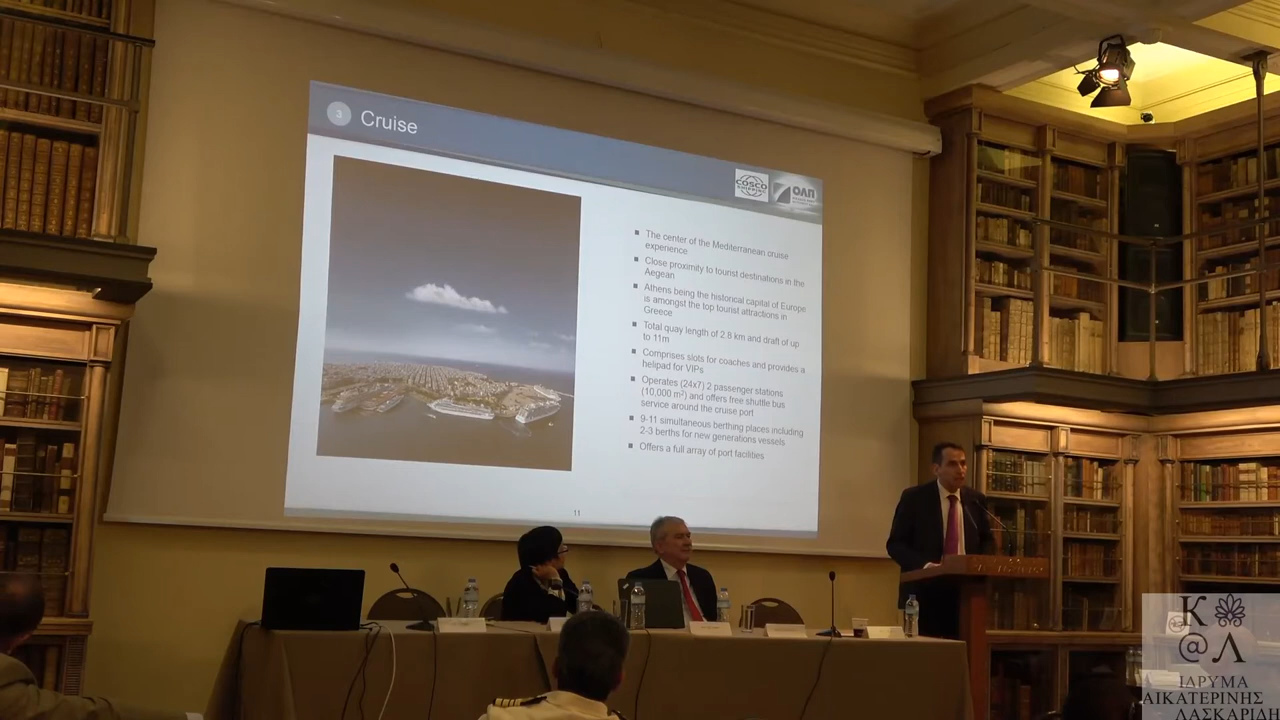 3 Cruise
COSCO
SHIPPING
ΟΛΠ
The center of the Mediterranean cruise
experience
Close proximity to tourist destinations in the
Aegean
Athens being the historical capital of Europe
is amongst the top tourist attractions in
Greece
Total quay length of 2.8 km and draft of up
to 11m
Comprises slots for coaches and provides a
helipad for VIPs
Operates (24x7) 2 passenger stations
(10,000 m²) and offers free shuttle bus
service around the cruise port
9-11 simultaneous berthing places including
2-3 berths for new generations vessels
Offers a full array of port facilities
11
Κ
@ Λ
ΙΔΡΥΜΑ
ΑΙΚΑΤΕΡΙΝΗΣ
ΛΑΣΚΑΡΙΔΗ